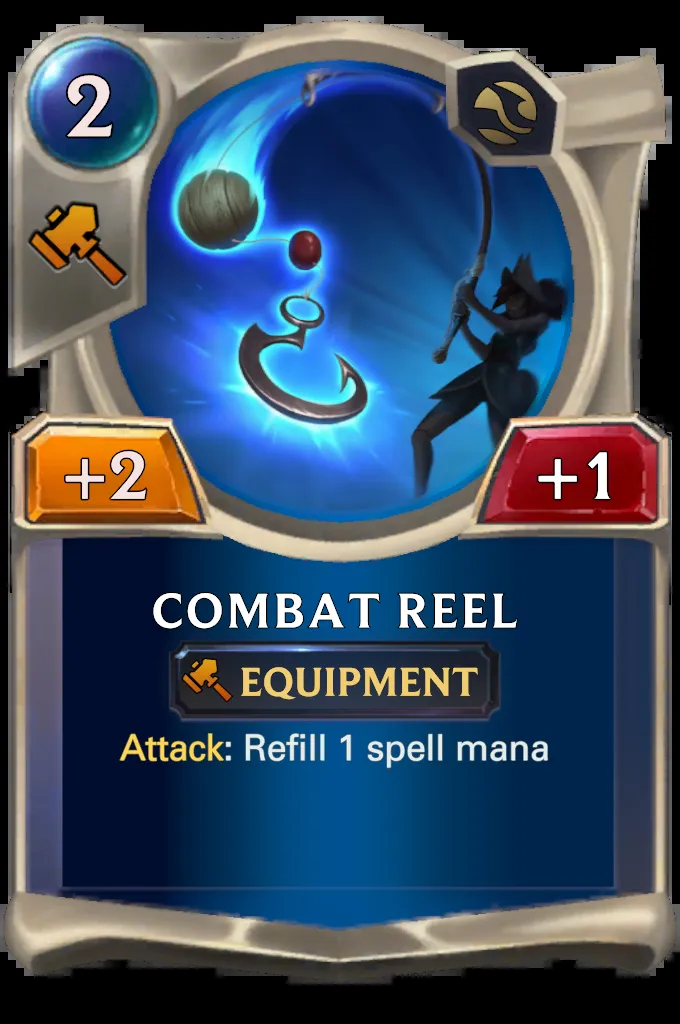 2
+2
+1
COMBAT REEL
EQUIPMENT
Attack: Refill 1 spell mana